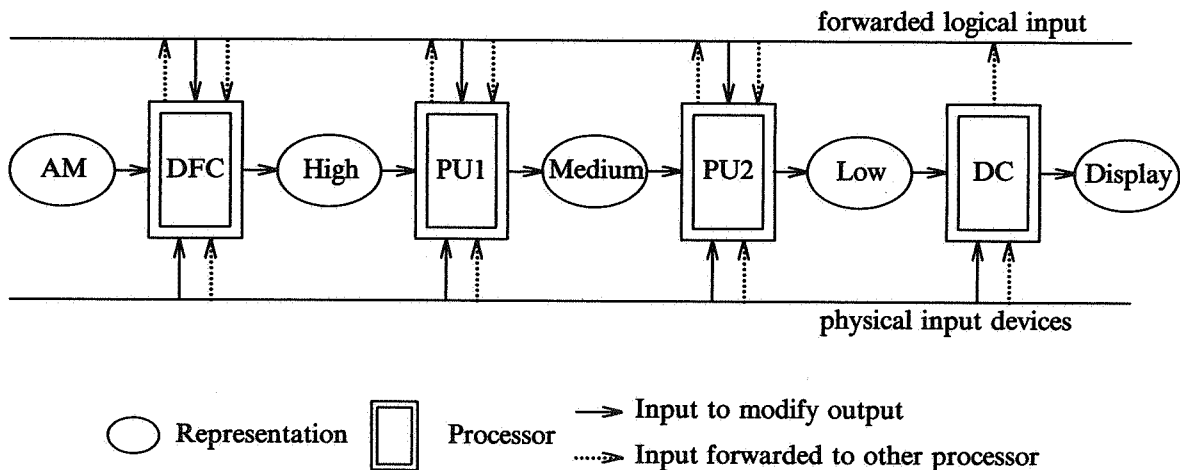 forwarded logical input
AM DFC High PU1 Medium PU2 Low DC Display
physical input devices
Representation Processor Input to modify output
Input forwarded to other processor